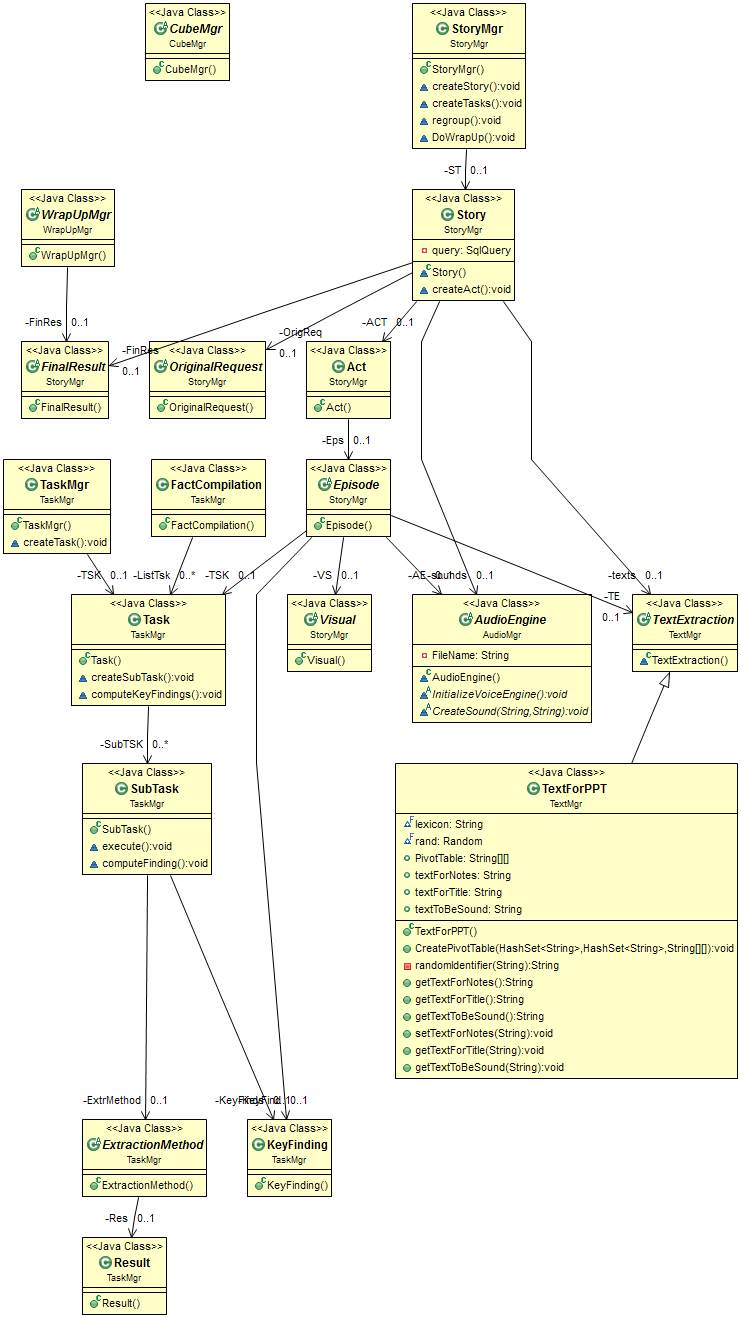 <<Java Class>>
CubeMgr
CubeMgr
CubeMgr()
<<Java Class>>
StoryMgr
StoryMgr
StoryMgr()
createStory():void
createTasks():void
regroup():void
DoWrapUp():void
-ST 0..1
<<Java Class>>
WrapUpMgr
WrapUpMgr
WrapUpMgr()
<<Java Class>>
Story
StoryMgr
query: SqlQuery
Story()
createAct():void
-FinRes 0..1
-FinRes
0..1
-OrigReq
0..1
-ACT 0..1
<<Java Class>>
FinalResult
StoryMgr
FinalResult()
<<Java Class>>
OriginalRequest
StoryMgr
OriginalRequest()
<<Java Class>>
Act
StoryMgr
Act()
-Eps 0..1
<<Java Class>>
TaskMgr
TaskMgr
TaskMgr()
createTask():void
<<Java Class>>
FactCompilation
TaskMgr
FactCompilation()
<<Java Class>>
Episode
StoryMgr
Episode()
-TSK 0..1
-ListTsk 0..*
-TSK 0..1
-VS 0..1
-AE 0..1
-sounds 0..1
-texts 0..1
-TE
0..1
<<Java Class>>
Task
TaskMgr
Task()
createSubTask():void
computeKeyFindings():void
<<Java Class>>
Visual
StoryMgr
Visual()
<<Java Class>>
AudioEngine
AudioMgr
FileName: String
AudioEngine()
InitializeVoiceEngine():void
CreateSound(String,String):void
<<Java Class>>
TextExtraction
TextMgr
TextExtraction()
-SubTSK 0..*
<<Java Class>>
SubTask
TaskMgr
SubTask()
execute():void
computeFinding():void
<<Java Class>>
TextForPPT
TextMgr
lexicon: String
rand: Random
PivotTable: String[][]
textForNotes: String
textForTitle: String
textToBeSound: String
TextForPPT()
CreatePivotTable(HashSet<String>,HashSet<String>,String[][]):void
randomIdentifier(String):String
getTextForNotes():String
getTextForTitle():String
getTextToBeSound():String
setTextForNotes(String):void
getTextForTitle(String):void
getTextToBeSound(String):void
-ExtrMethod 0..1
0..1
0..1
<<Java Class>>
ExtractionMethod
TaskMgr
ExtractionMethod()
<<Java Class>>
KeyFinding
TaskMgr
KeyFinding()
-Res 0..1
<<Java Class>>
Result
TaskMgr
Result()